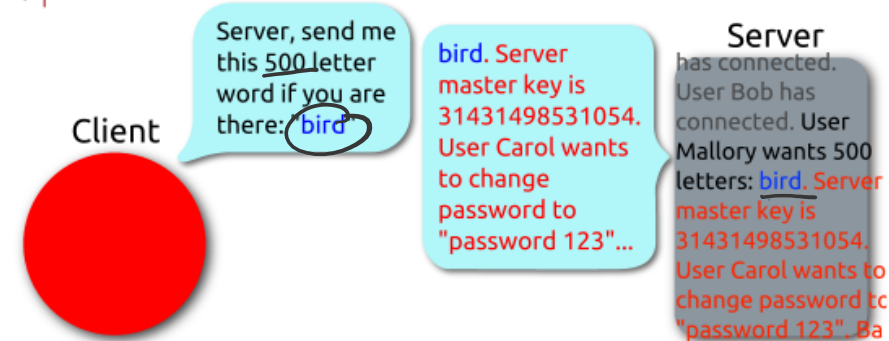 Client
Server, send me
this 500 letter
word if you are
there: "bird"
bird. Server
master key is
31431498531054.
User Carol wants
to change
password to
"password 123"...
Server
has connected.
User Bob has
connected. User
Mallory wants 500
letters: bird. Server
master key is
31431498531054.
User Carol wants to
change password to
"password 123". Ba